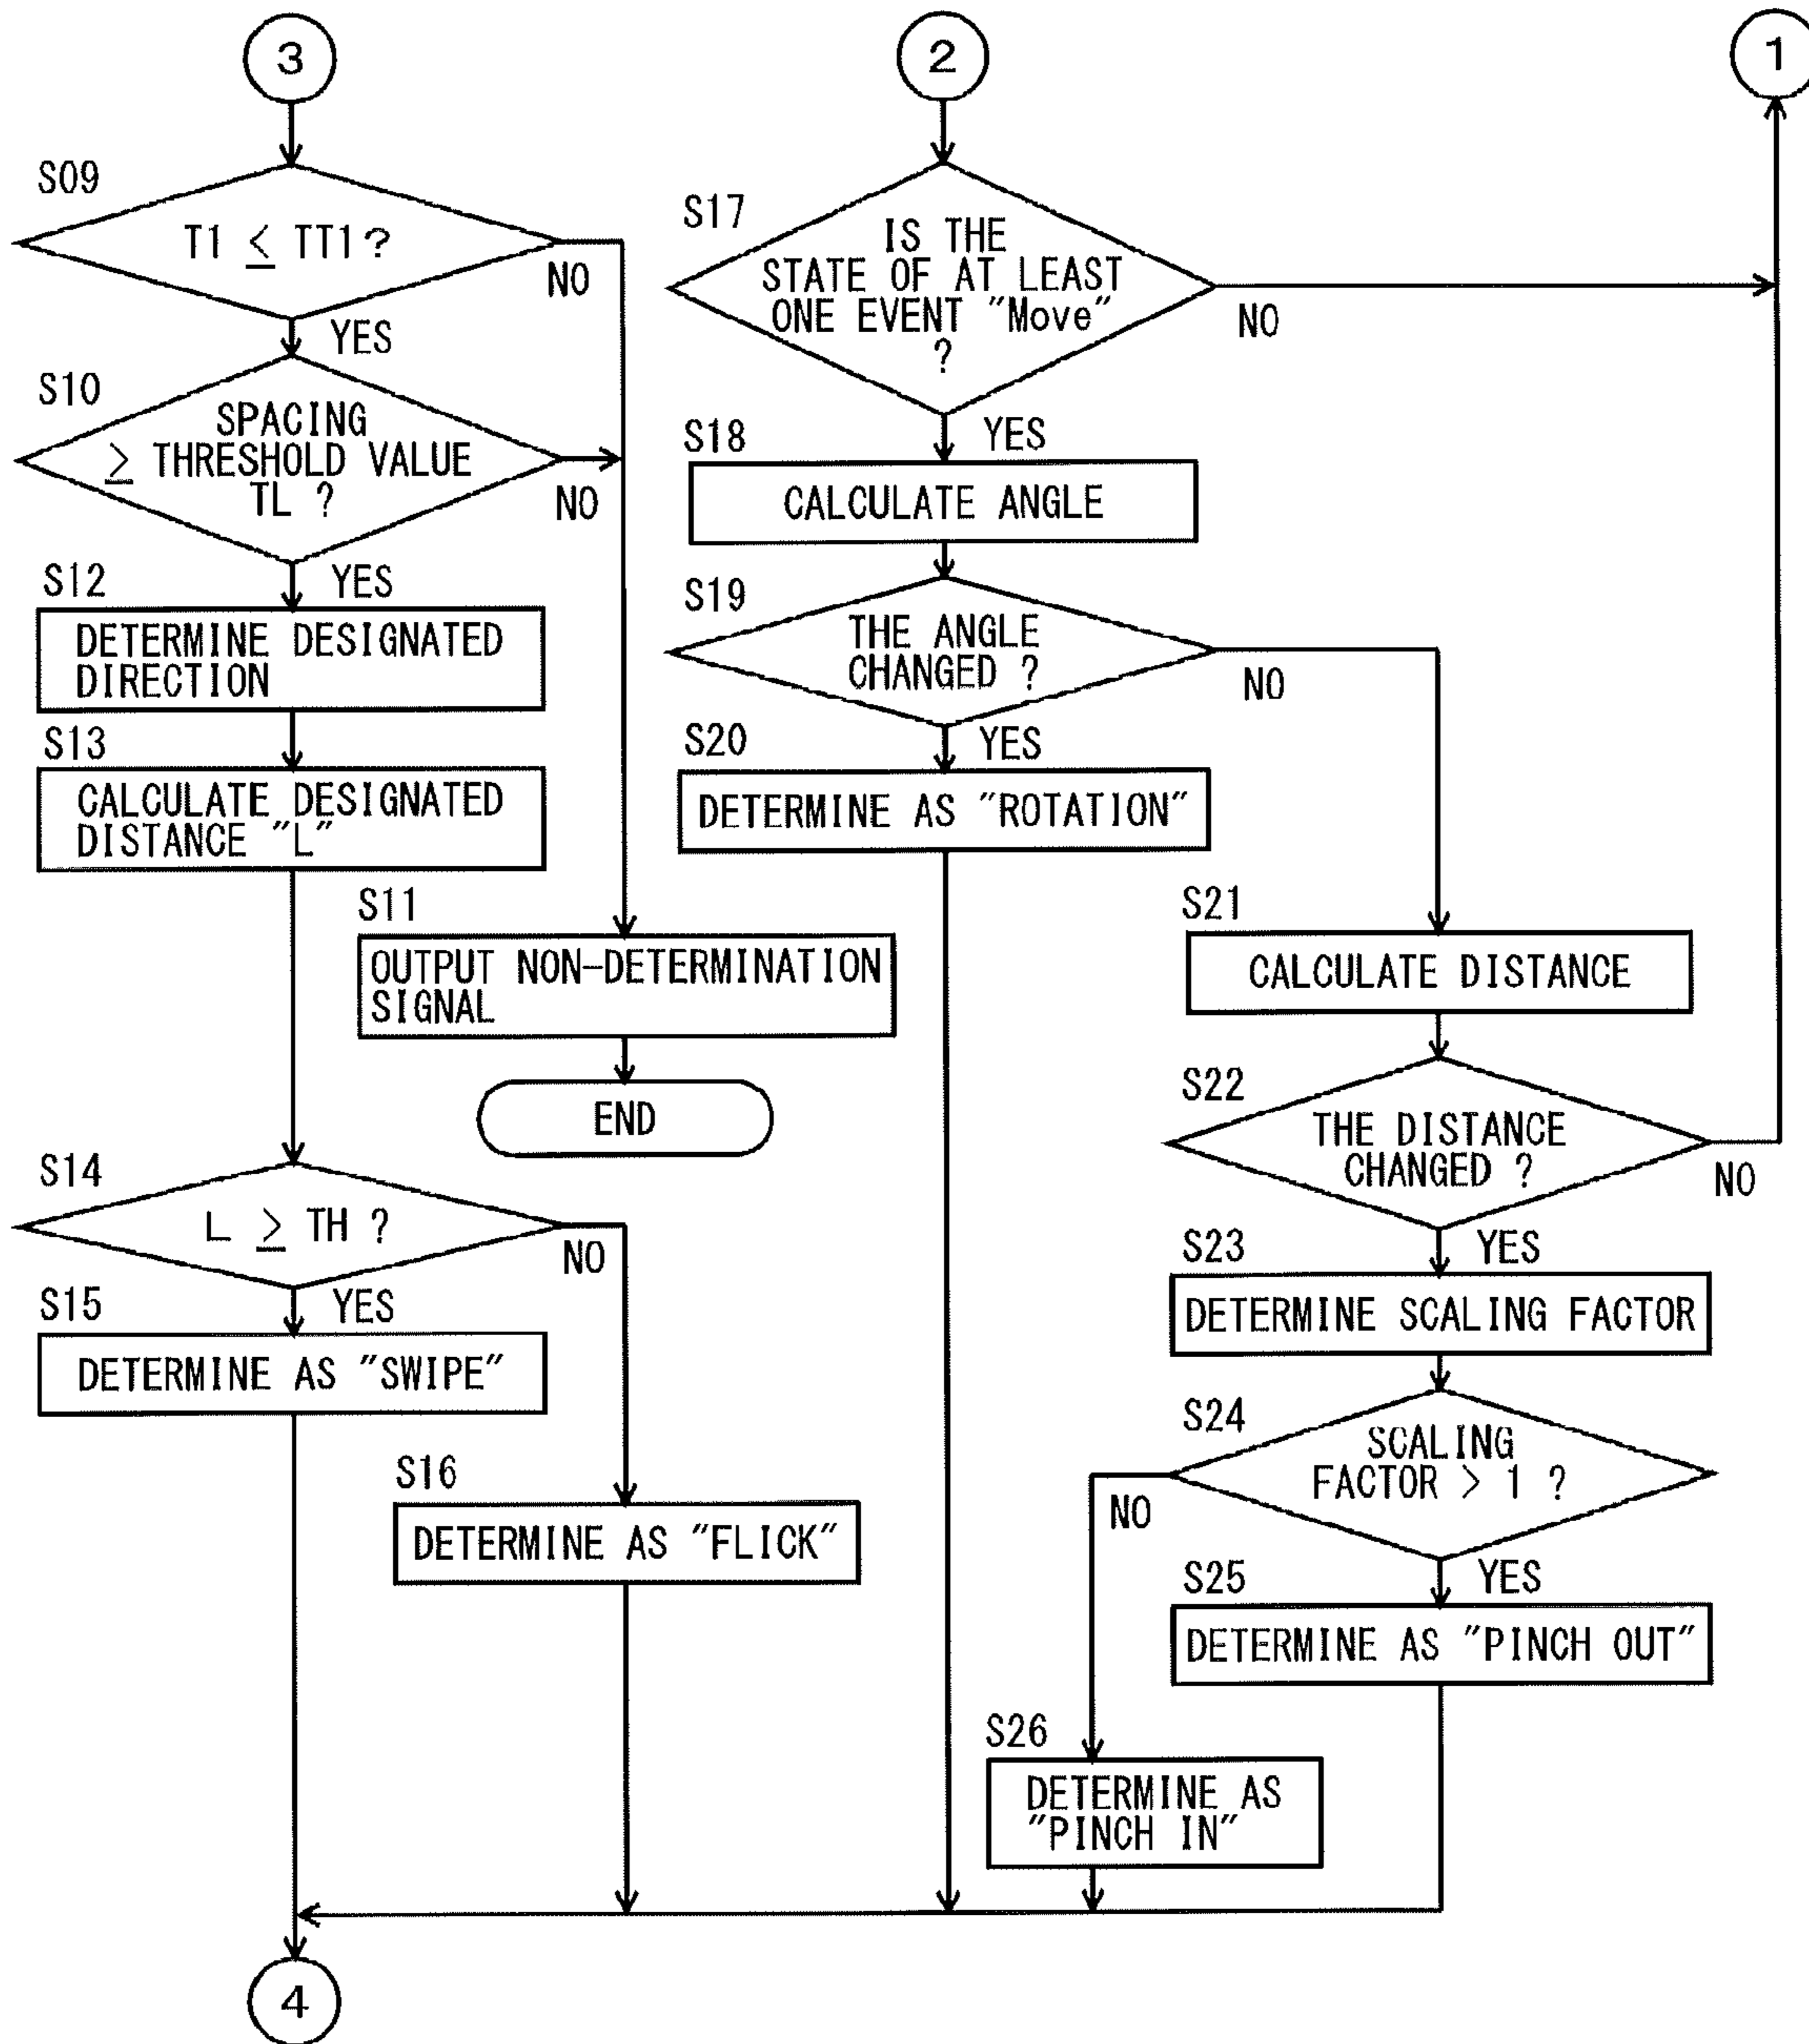 3
2
1
S09
T1 ≤ TT1?
NO
YES
S10
SPACING
≥ THRESHOLD VALUE
TL ?
NO
YES
S12
DETERMINE DESIGNATED
DIRECTION
S13
CALCULATE DESIGNATED
DISTANCE "L"
S11
OUTPUT NON-DETERMINATION
SIGNAL
END
S14
L ≥ TH ?
NO
YES
S15
DETERMINE AS "SWIPE"
S16
DETERMINE AS "FLICK"
S17
IS THE
STATE OF AT LEAST
ONE EVENT "Move"
?
NO
YES
S18
CALCULATE ANGLE
S19
THE ANGLE
CHANGED ?
NO
YES
S20
DETERMINE AS "ROTATION"
S21
CALCULATE DISTANCE
S22
THE DISTANCE
CHANGED ?
NO
YES
S23
DETERMINE SCALING FACTOR
S24
SCALING
FACTOR > 1 ?
NO
YES
S25
DETERMINE AS "PINCH OUT"
S26
DETERMINE AS
"PINCH IN"
4